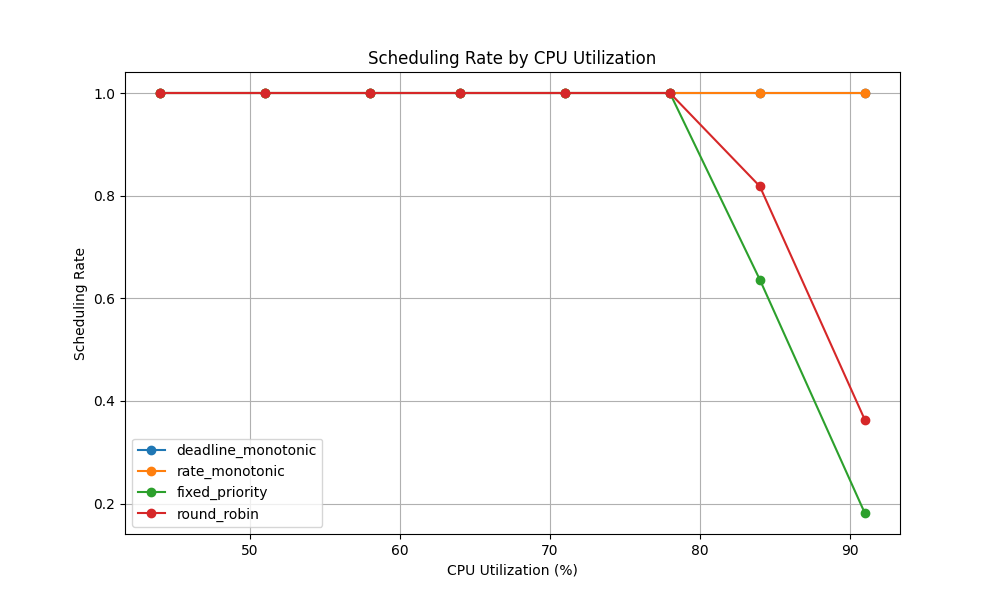 Scheduling Rate by CPU Utilization
1.0
0.8
0.6
0.4
0.2
Scheduling Rate
deadline_monotonic
rate_monotonic
fixed_priority
round_robin
50 60 70 80 90
CPU Utilization (%)